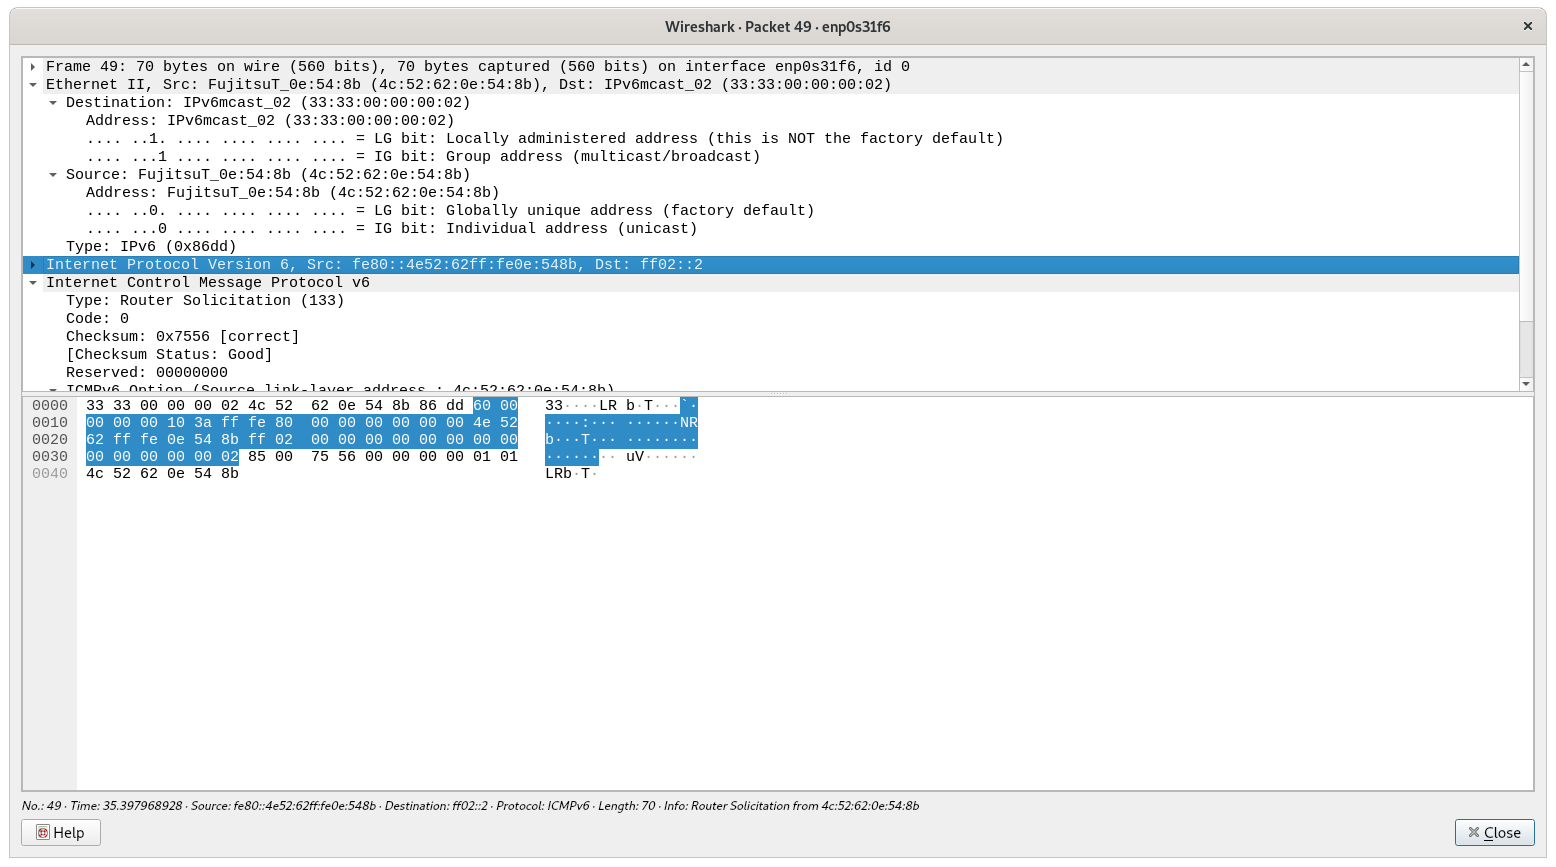 Wireshark · Packet 49 · enp0s31f6
Frame 49: 70 bytes on wire (560 bits), 70 bytes captured (560 bits) on interface enp0s31f6, id 0
Ethernet II, Src: FujitsuT_0e:54:8b (4c:52:62:0e:54:8b), Dst: IPv6mcast_02 (33:33:00:00:00:02)
Destination: IPv6mcast_02 (33:33:00:00:00:02)
Address: IPv6mcast_02 (33:33:00:00:00:02)
.... ..1. .... .... .... .... = LG bit: Locally administered address (this is NOT the factory default)
.... ...1 .... .... .... .... = IG bit: Group address (multicast/broadcast)
Source: FujitsuT_0e:54:8b (4c:52:62:0e:54:8b)
Address: FujitsuT_0e:54:8b (4c:52:62:0e:54:8b)
.... ..0. .... .... .... .... = LG bit: Globally unique address (factory default)
.... ...0 .... .... .... .... = IG bit: Individual address (unicast)
Type: IPv6 (0x86dd)
Internet Protocol Version 6, Src: fe80::4e52:62ff:fe0e:548b, Dst: ff02::2
Internet Control Message Protocol v6
Type: Router Solicitation (133)
Code: 0
Checksum: 0x7556 [correct]
[Checksum Status: Good]
Reserved: 00000000
ICMPv6 Option (Source link-layer address : 4c:52:62:0e:54:8b)
0000 33 33 00 00 00 02 4c 52 62 0e 54 8b 86 dd 60 00 33····LR b·T···`·
0010 00 00 00 10 3a ff fe 80 00 00 00 00 00 00 4e 52 ····:··· ······NR
0020 62 ff fe 0e 54 8b ff 02 00 00 00 00 00 00 00 00 b···T··· ········
0030 00 00 00 00 00 02 85 00 75 56 00 00 00 00 01 01 ········ uV······
0040 4c 52 62 0e 54 8b LRb·T·
No.: 49 · Time: 35.397968928 · Source: fe80::4e52:62ff:fe0e:548b · Destination: ff02::2 · Protocol: ICMPv6 · Length: 70 · Info: Router Solicitation from 4c:52:62:0e:54:8b
Help
Close